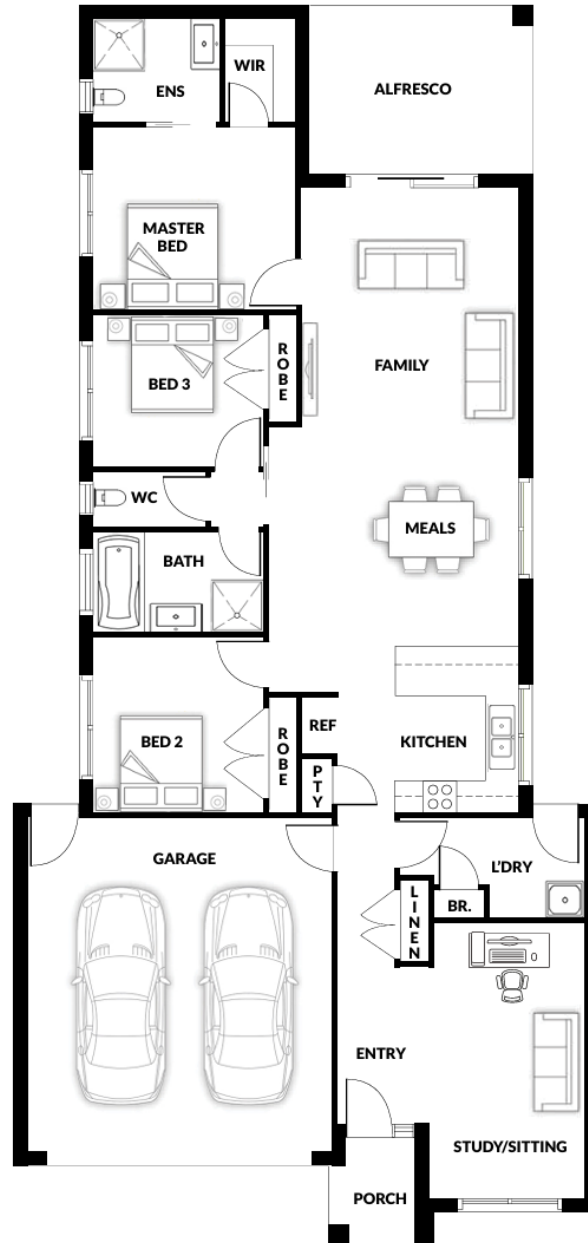 WIR
ENS
ALFRESCO
MASTER
BED
FAMILY
ROBE
BED 3
WC
MEALS
BATH
REF
KITCHEN
BED 2
ROBE
PTY
GARAGE
L'DRY
LINEN
BR.
ENTRY
STUDY/SITTING
PORCH